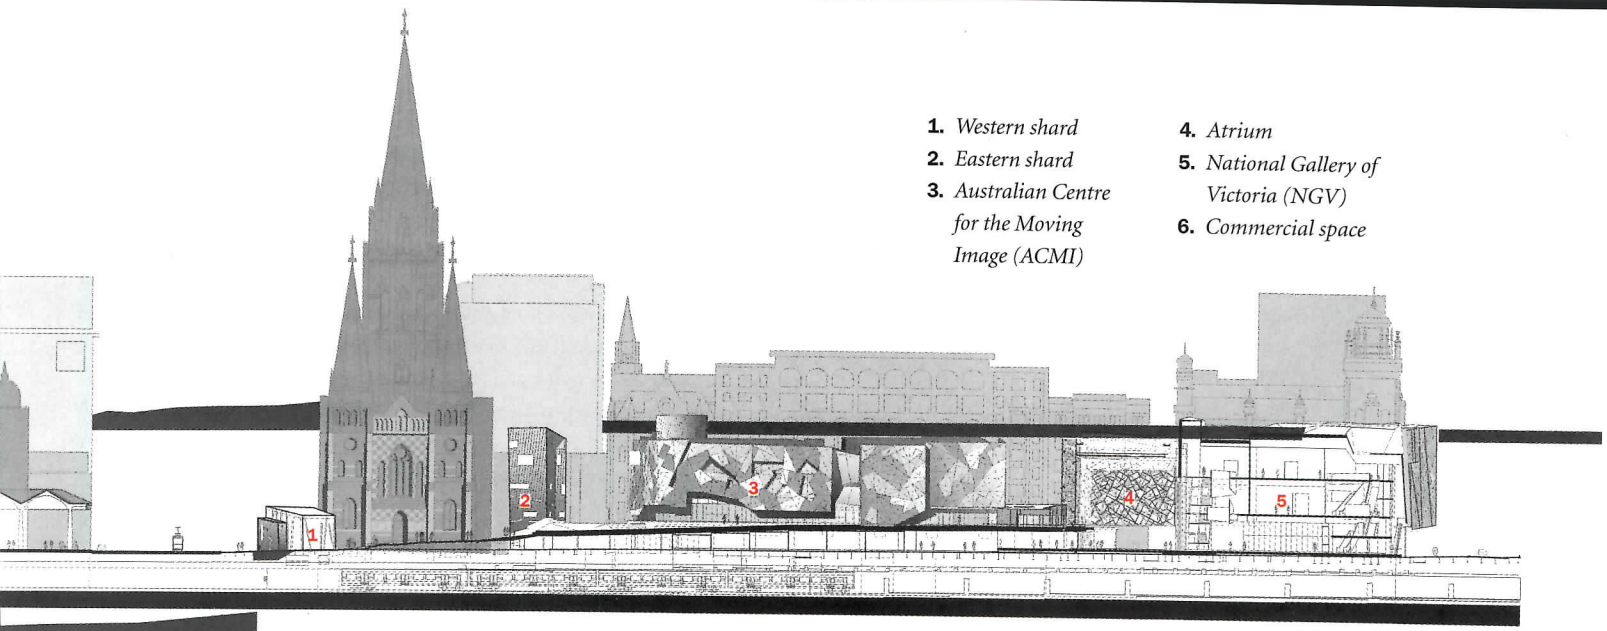 1. Western shard
2. Eastern shard
3. Australian Centre
for the Moving
Image (ACMI)
4. Atrium
5. National Gallery of
Victoria (NGV)
6. Commercial space
2
3
4
5
1